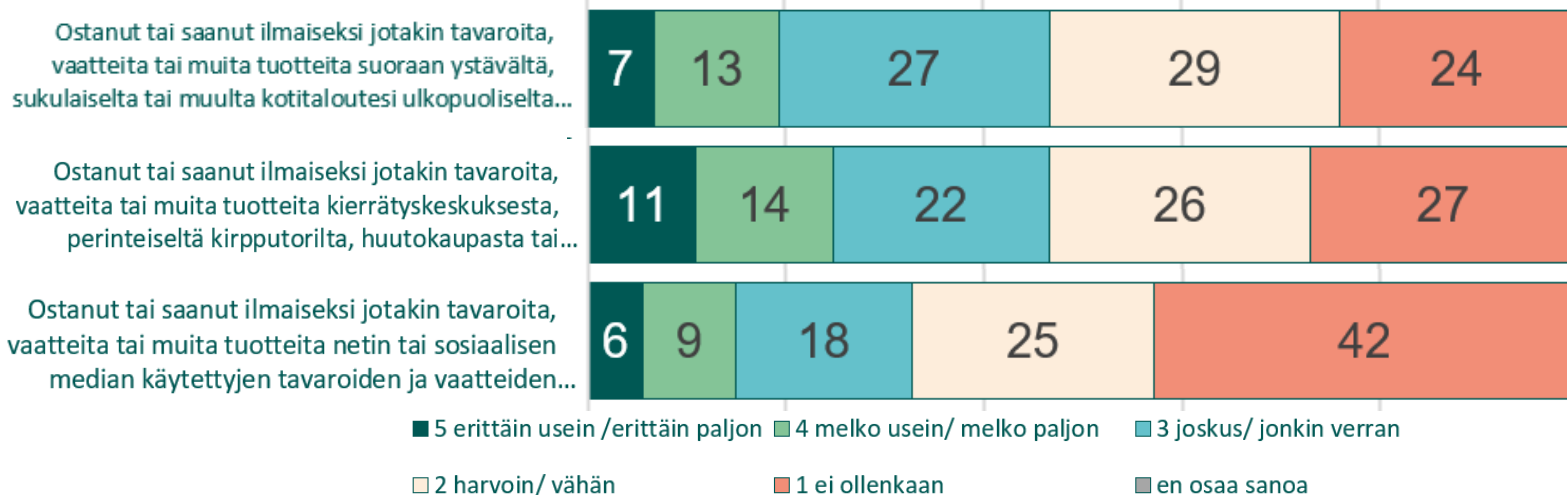 Ostanut tai saanut ilmaiseksi jotakin tavaroita,
vaatteita tai muita tuotteita suoraan ystävältä,
sukulaiselta tai muulta kotitaloutesi ulkopuoliselta...
7 13 27 29 24
Ostanut tai saanut ilmaiseksi jotakin tavaroita,
vaatteita tai muita tuotteita kierrätyskeskuksesta,
perinteiseltä kirpputorilta, huutokaupasta tai...
11 14 22 26 27
Ostanut tai saanut ilmaiseksi jotakin tavaroita,
vaatteita tai muita tuotteita netin tai sosiaalisen
median käytettyjen tavaroiden ja vaatteiden...
6 9 18 25 42
5 erittäin usein /erittäin paljon 4 melko usein/ melko paljon 3 joskus/ jonkin verran
2 harvoin/ vähän 1 ei ollenkaan en osaa sanoa